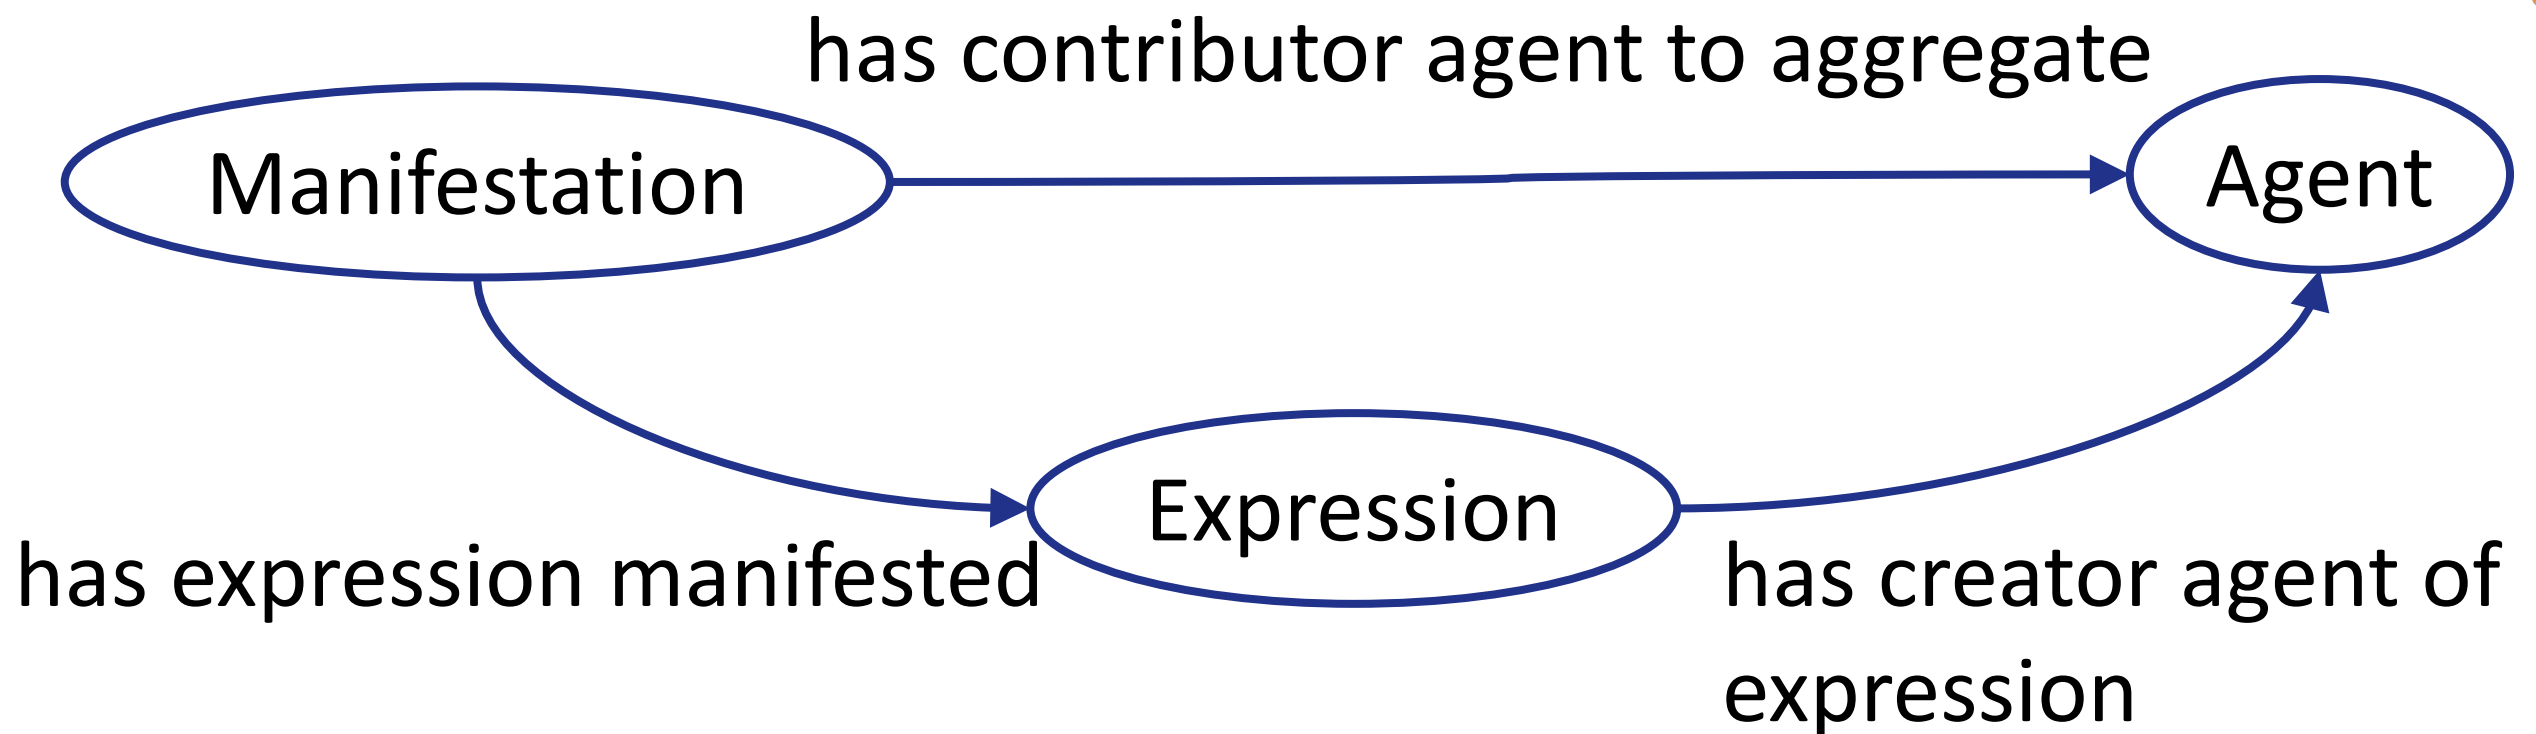 has contributor agent to aggregate
Manifestation
Agent
Expression
has expression manifested
has creator agent of
expression